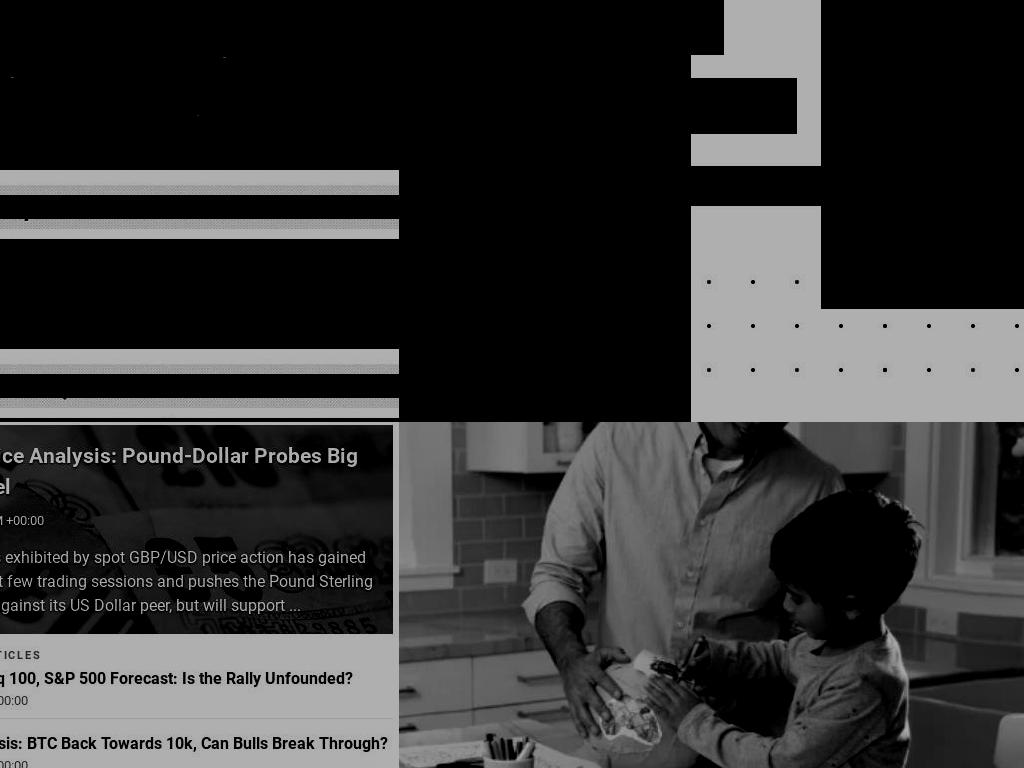 ce Analysis: Pound-Dollar Probes Big
el
M +00:00
s exhibited by spot GBP/USD price action has gained
t few trading sessions and pushes the Pound Sterling
gainst its US Dollar peer, but will support ...
TICLES
q 100, S&P 500 Forecast: Is the Rally Unfounded?
00:00
sis: BTC Back Towards 10k, Can Bulls Break Through?
+00:00